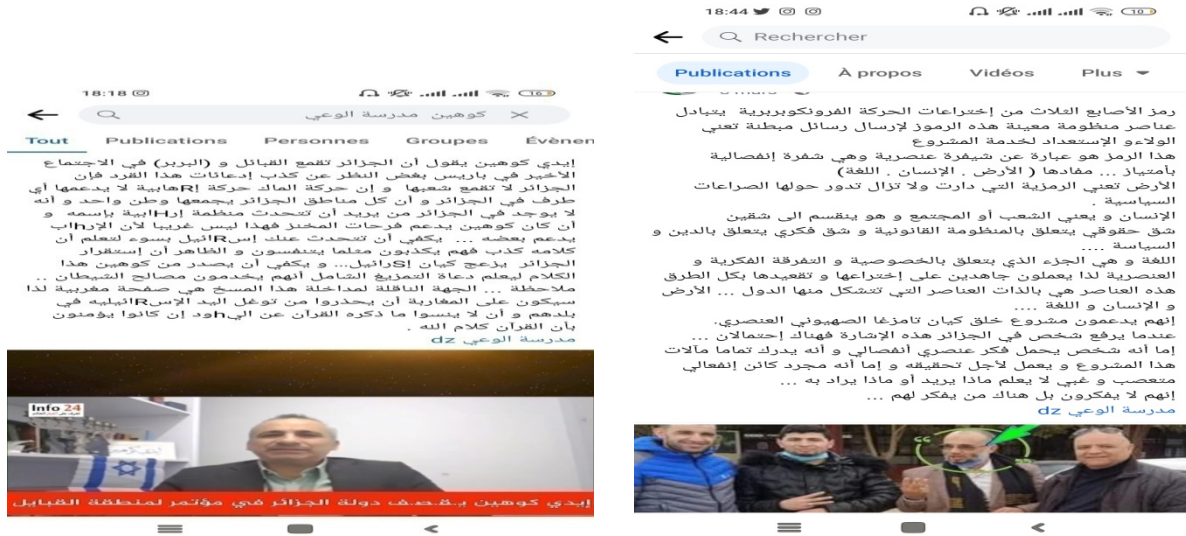 18:18
كوهين مدرسة الوعي
Tout Publications Personnes Groupes Évènen
إيدي كوهين يقول أن الجزائر تقمع القبائل و (البربر) في الاجتماع
الأخير في باريس بغض النظر عن كذب إدعائات هذا القرد فإن
الجزائر لا تقمع شعبها و إن حركة الماك حركة إRهابية لا يدعمها أي
طرف في الجزائر و أن كل مناطق الجزائر يجمعها وطن واحد و أنه
لا يوجد في الجزائر من يريد أن تتحدث منظمة إرHابية بإسمه و
أن كان كوهين يدعم فرحات المخنز فهذا ليس غريبا لأن الإرhاب
يدعم بعضه ... يكفي أن تتحدث عنك إسRائيل بسوء لتعلم أن
كلامه كذب فهم يكذبون مثلما يتنفسون و الظاهر أن إستقرار
الجزائر يزعج كيان إSرائيل... و يكفي أن يصدر من كوهين هذا
الكلام ليعلم دعاة التمزيغ الشامل أنهم يخدمون مصالح الشيطان ..
ملاحظة ... الجهة الناقلة لمداخلة هذا المسخ هي صفحة مغربية لذا
سيكون على المغاربة أن يحذروا من توغل اليد الإسRائيليه في
بلدهم و أن لا ينسوا ما ذكره القرآن عن اليhود إن كانوا يؤمنون
بأن القرآن كلام الله .
مدرسة الوعي dz
Info 24
إيدي كوهين يـقـصـف دولة الجزائر في مؤتمر لمنطقة القبايل
18:44
10
Rechercher
Publications À propos Vidéos Plus
رمز الأصابع الثلاث من إختراعات الحركة الفرونكوبربرية يتبادل
عناصر منظومة معينة هذه الرموز لإرسال رسائل مبطنة تعني
الولاءو الإستعداد لخدمة المشروع
هذا الرمز هو عبارة عن شيفرة عنصرية وهي شفرة إنفصالية
بأمتياز ... مفادها ( الأرض . الإنسان . اللغة)
الأرض تعني الرمزية التي دارت ولا تزال تدور حولها الصراعات
السياسية .
الإنسان و يعني الشعب أو المجتمع و هو ينقسم الى شقين
شق حقوقي يتعلق بالمنظومة القانونية و شق فكري يتعلق بالدين و
السياسة ....
اللغة و هي الجزء الذي بتعلق بالخصوصية و التفرقة الفكرية و
العنصرية لذا يعملون جاهدين على إختراعها و تقعيدها بكل الطرق
هذه العناصر هي بالذات العناصر التي تتشكل منها الدول ... الأرض
و الإنسان و اللغة ....
إنهم يدعمون مشروع خلق كيان تامزغا الصهيوني العنصري.
عندما يرفع شخص في الجزائر هذه الإشارة فهناك إحتمالان ...
إما أنه شخص يحمل فكر عنصري أنفصالي و أنه يدرك تماما مآلات
هذا المشروع و يعمل لأجل تحقيقه و إما أنه مجرد كائن إنفعالي
متعصب و غبي لا يعلم ماذا يريد أو ماذا يراد به ...
إنهم لا يفكرون بل هناك من يفكر لهم ...
مدرسة الوعي dz